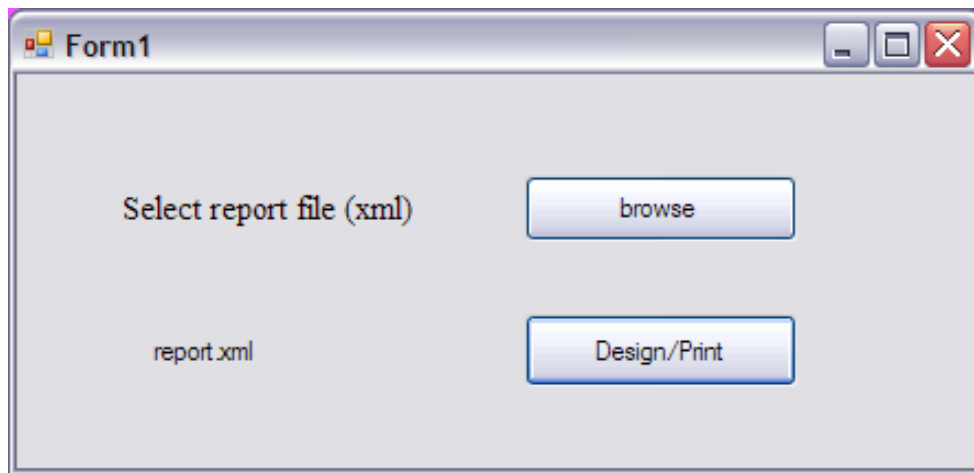 Form1
Select report file (xml)
browse
report.xml
Design/Print